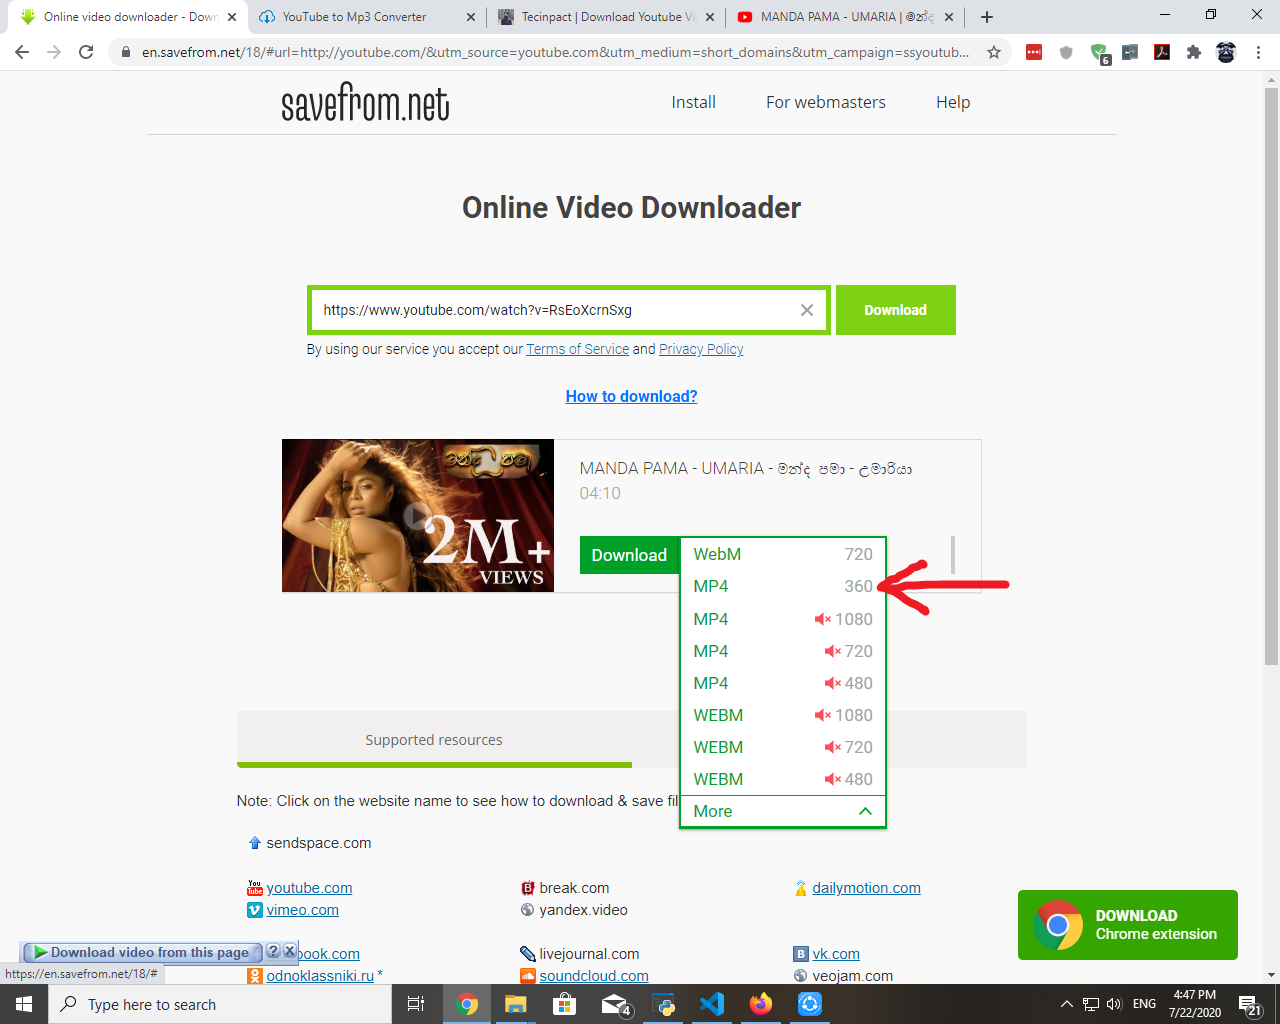 Online video downloader - Down
YouTube to Mp3 Converter
Tecinpact | Download Youtube Vi
MANDA PAMA - UMARIA | මන්ද
en.savefrom.net/18/#url=http://youtube.com/&utm_source=youtube.com&utm_medium=short_domains&utm_campaign=ssyoutub...
6
savefrom.net
Install
For webmasters
Help
Online Video Downloader
https://www.youtube.com/watch?v=RsEoXcrnSxg
Download
By using our service you accept our Terms of Service and Privacy Policy
How to download?
මන්ද පමා
2M+
VIEWS
MANDA PAMA - UMARIA - මන්ද පමා - උමාරියා
04:10
Download
WebM 720
MP4 360
MP4 1080
MP4 720
MP4 480
WEBM 1080
WEBM 720
WEBM 480
More
Supported resources
Note: Click on the website name to see how to download & save fil
sendspace.com
You Tube youtube.com
break.com
dailymotion.com
vimeo.com
yandex.video
book.com
livejournal.com
B vk.com
odnoklassniki.ru *
soundcloud.com
veojam.com
DOWNLOAD
Chrome extension
Download video from this page ?
https://en.savefrom.net/18/#
Type here to search
4
ENG
4:47 PM
7/22/2020
21